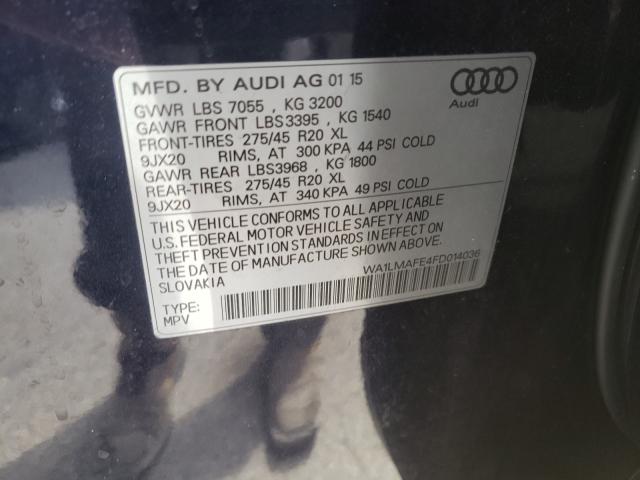 MFD. BY AUDI AG 01 15
GVWR LBS 7055 , KG 3200
GAWR FRONT LBS3395 , KG 1540
FRONT-TIRES 275/45 R20 XL
9JX20 RIMS, AT 300 KPA 44 PSI COLD
GAWR REAR LBS3968 , KG 1800
REAR-TIRES 275/45 R20 XL
9JX20 RIMS, AT 340 KPA 49 PSI COLD
Audi
THIS VEHICLE CONFORMS TO ALL APPLICABLE
U.S. FEDERAL MOTOR VEHICLE SAFETY AND
THEFT PREVENTION STANDARDS IN EFFECT ON
THE DATE OF MANUFACTURE SHOWN ABOVE.
SLOVAKIA
WA1LMAFE4FD014036
TYPE:
MPV